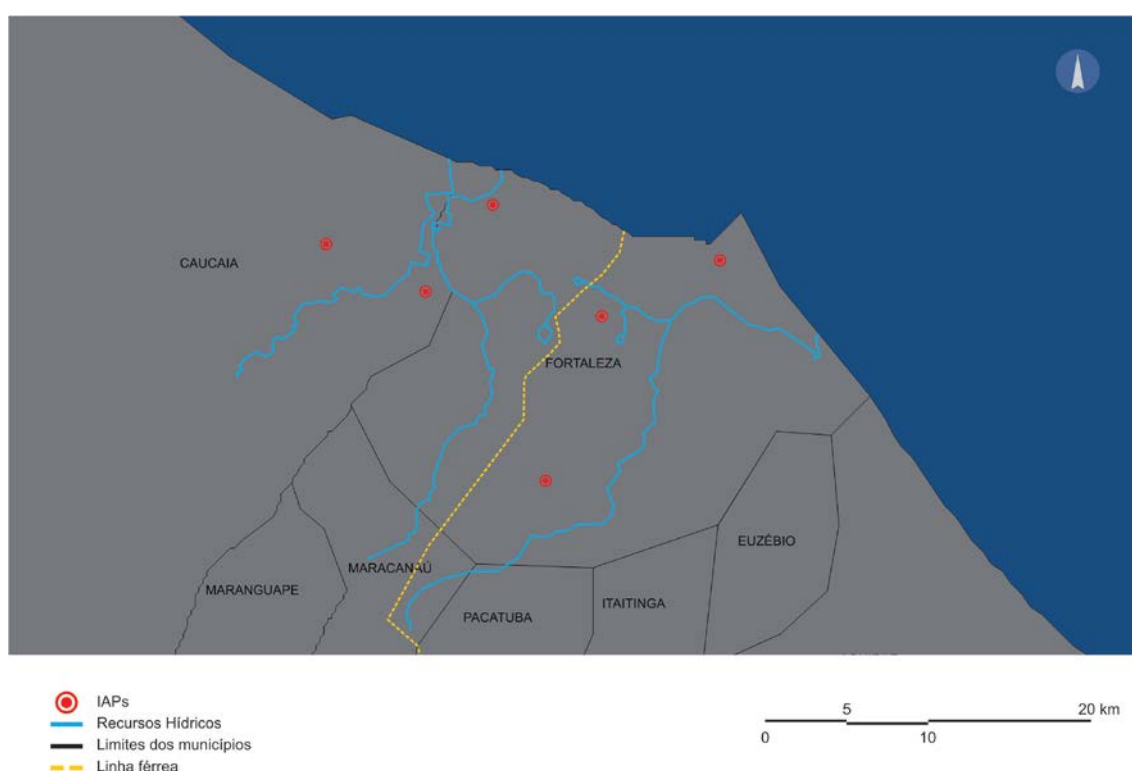 CAUCAIA
FORTALEZA
EUZÉBIO
MARACANAÚ
MARANGUAPE
ITAITINGA
PACATUBA
IAPs
Recursos Hídricos
Limites dos municípios
Linha férrea
5 20 km
0 10